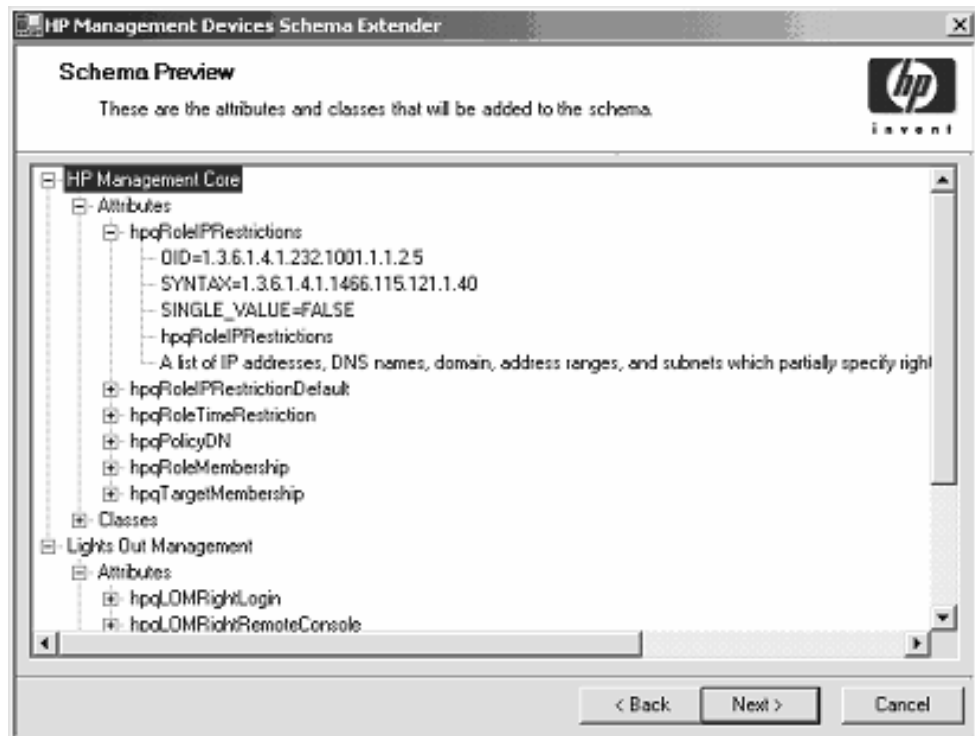 HP Management Devices Schema Extender
Schema Preview
These are the attributes and classes that will be added to the schema.
hp
invent
HP Management Core
Attributes
hpqRoleIPRestrictions
OID=1.3.6.1.4.1.232.1001.1.1.2.5
SYNTAX=1.3.6.1.4.1.1466.115.121.1.40
SINGLE_VALUE=FALSE
hpqRoleIPRestrictions
A list of IP addresses, DNS names, domain, address ranges, and subnets which partially specify right
hpqRoleIPRestrictionDefault
hpqRoleTimeRestriction
hpqPolicyDN
hpqRoleMembership
hpqTargetMembership
Classes
Lights Out Management
Attributes
hpqLOMRightLogin
hpqLOMRightRemoteConsole
< Back
Next >
Cancel